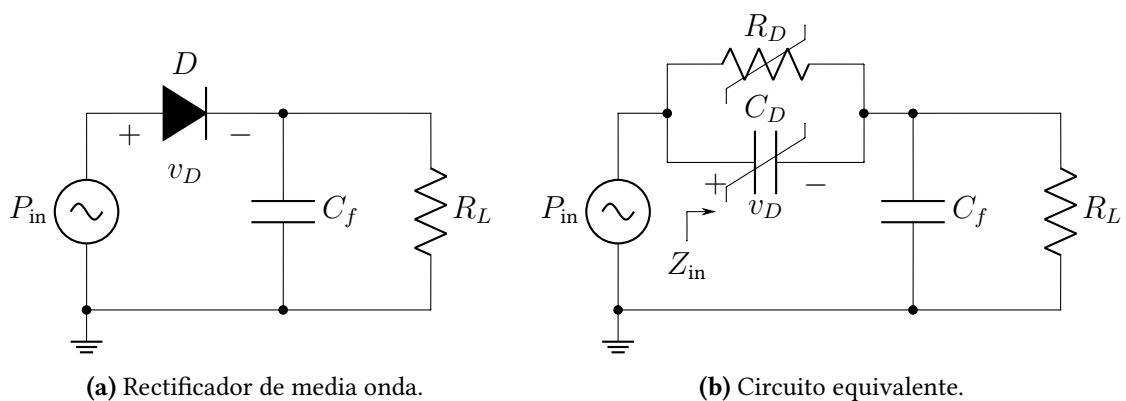 D
+ −
v_D
P_in
C_f
R_L
(a) Rectificador de media onda.
R_D
C_D
+ −
v_D
P_in
Z_in
C_f
R_L
(b) Circuito equivalente.